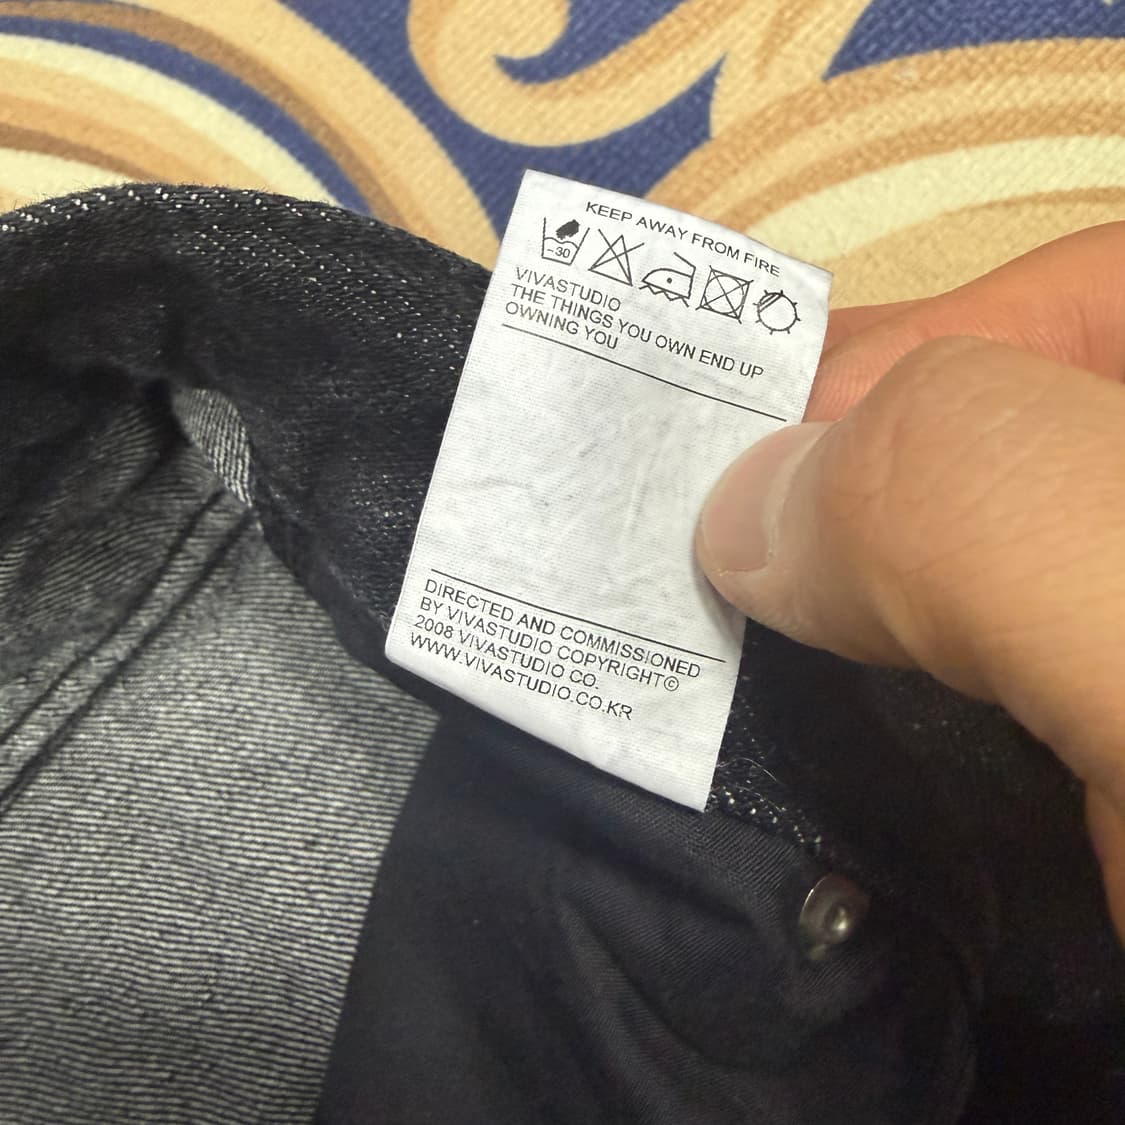 KEEP AWAY FROM FIRE
-30
VIVASTUDIO
THE THINGS YOU OWN END UP
OWNING YOU
DIRECTED AND COMMISSIONED
BY VIVASTUDIO COPYRIGHT©
2008 VIVASTUDIO CO.
WWW.VIVASTUDIO.CO.KR